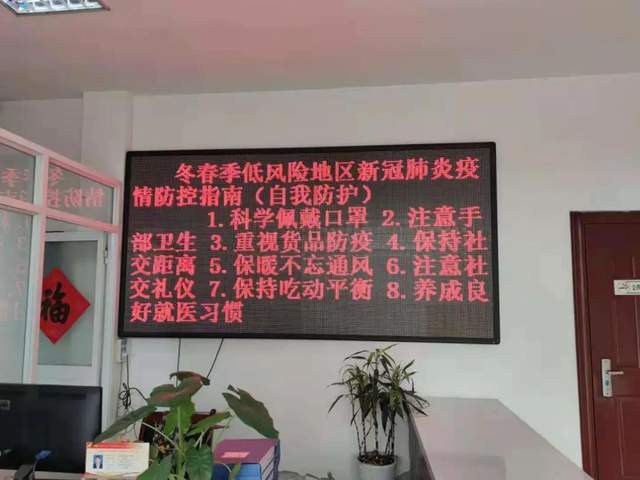 冬春季低风险地区新冠肺炎疫
情防控指南（自我防护）
1.科学佩戴口罩 2.注意手
部卫生 3.重视货品防疫 4.保持社
交距离 5.保暖不忘通风 6.注意社
交礼仪 7.保持吃动平衡 8.养成良
好就医习惯
福